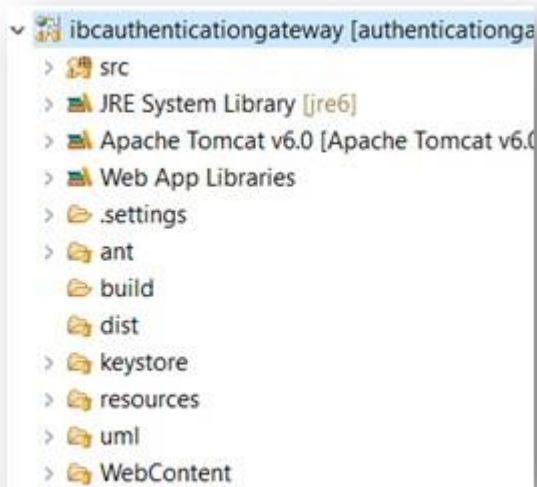 ibcauthenticationgateway [authenticationga
src
JRE System Library [jre6]
Apache Tomcat v6.0 [Apache Tomcat v6.0
Web App Libraries
.settings
ant
build
dist
keystore
resources
uml
WebContent